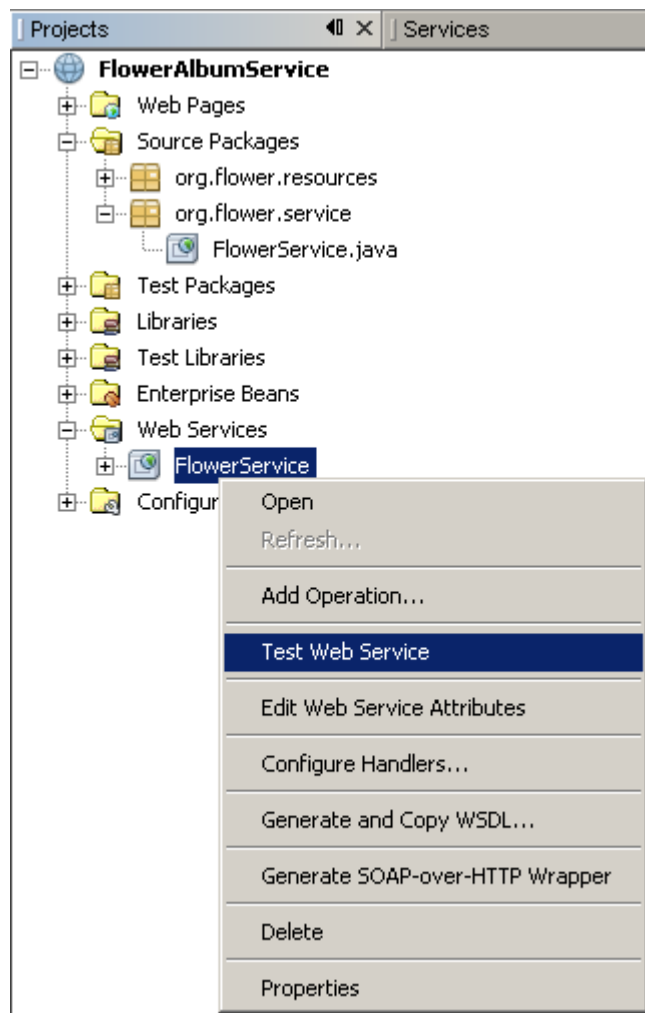 Projects
Services
FlowerAlbumService
Web Pages
Source Packages
org.flower.resources
org.flower.service
FlowerService.java
Test Packages
Libraries
Test Libraries
Enterprise Beans
Web Services
FlowerService
Configur
Open
Refresh...
Add Operation...
Test Web Service
Edit Web Service Attributes
Configure Handlers...
Generate and Copy WSDL...
Generate SOAP-over-HTTP Wrapper
Delete
Properties